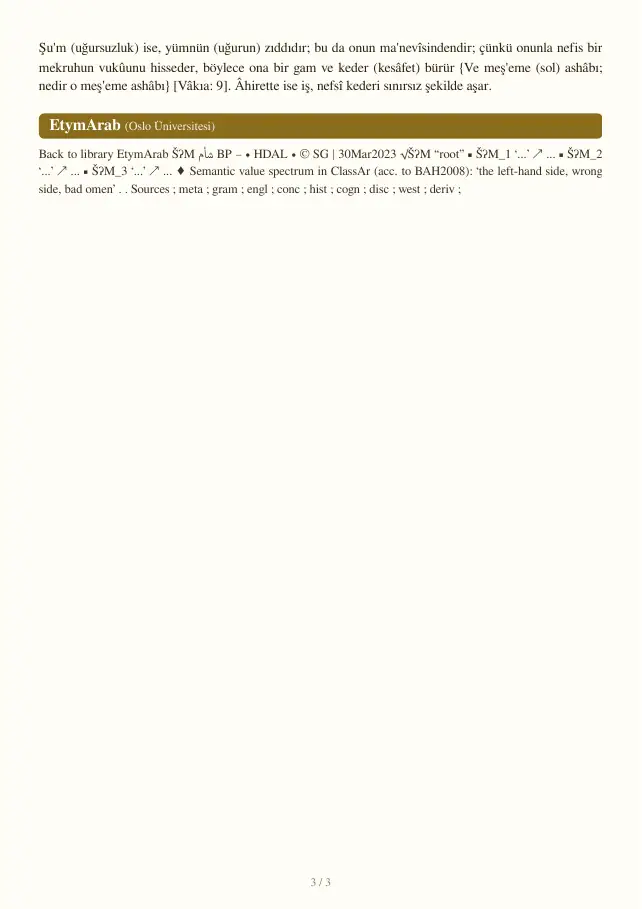 Şu'm (uğursuzluk) ise, yümnün (uğurun) zıddıdır; bu da onun ma'nevîsindendir; çünkü onunla nefis bir
mekruhun vukûunu hisseder, böylece ona bir gam ve keder (kesâfet) bürür {Ve meş'eme (sol) ashâbı;
nedir o meş'eme ashâbı} [Vâkıa: 9]. Âhirette ise iş, nefsî kederi sınırsız şekilde aşar.
EtymArab (Oslo Üniversitesi)
Back to library EtymArab ŠʔM شأم BP – • HDAL • © SG | 30Mar2023 √ŠʔM “root” ▪ ŠʔM_1 ‘...’ ↗ ... ▪ ŠʔM_2
‘...’ ↗ ... ▪ ŠʔM_3 ‘...’ ↗ ... ♦ Semantic value spectrum in ClassAr (acc. to BAH2008): ‘the left-hand side, wrong
side, bad omen’ . . Sources ; meta ; gram ; engl ; conc ; hist ; cogn ; disc ; west ; deriv ;
3 / 3